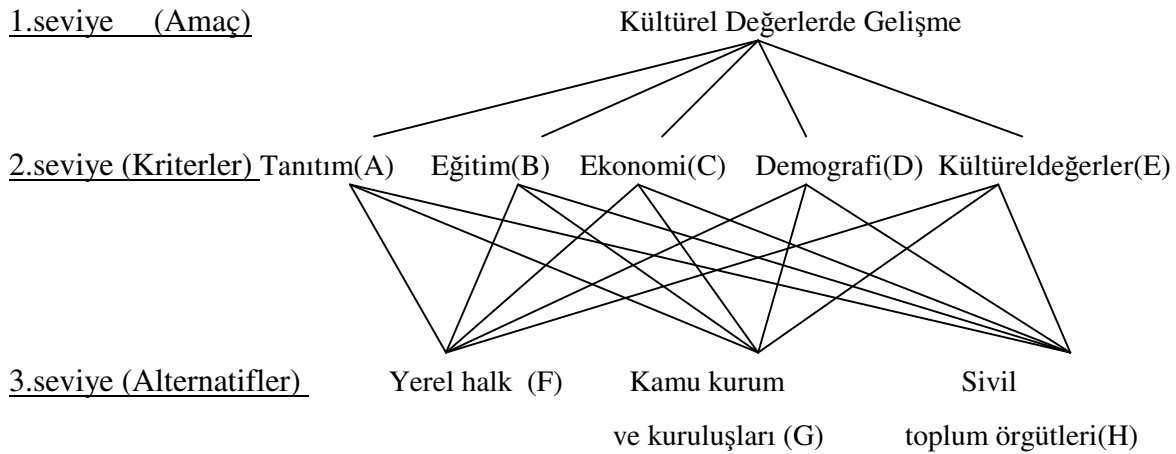 1.seviye (Amaç) Kültürel Değerlerde Gelişme
2.seviye (Kriterler) Tanıtım(A) Eğitim(B) Ekonomi(C) Demografi(D) Kültüreldeğerler(E)
3.seviye (Alternatifler) Yerel halk (F) Kamu kurum Sivil
ve kuruluşları (G) toplum örgütleri(H)